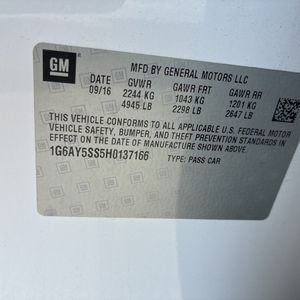 GM
MFD BY GENERAL MOTORS LLC
DATE GVWR GAWR FRT GAWR RR
09/16 2244 KG 1043 KG 1201 KG
4945 LB 2298 LB 2647 LB
THIS VEHICLE CONFORMS TO ALL APPLICABLE U.S. FEDERAL MOTOR
VEHICLE SAFETY, BUMPER, AND THEFT PREVENTION STANDARDS
IN EFFECT ON THE DATE OF MANUFACTURE SHOWN ABOVE.
1G6AY5SS5H0137166 TYPE: PASS CAR